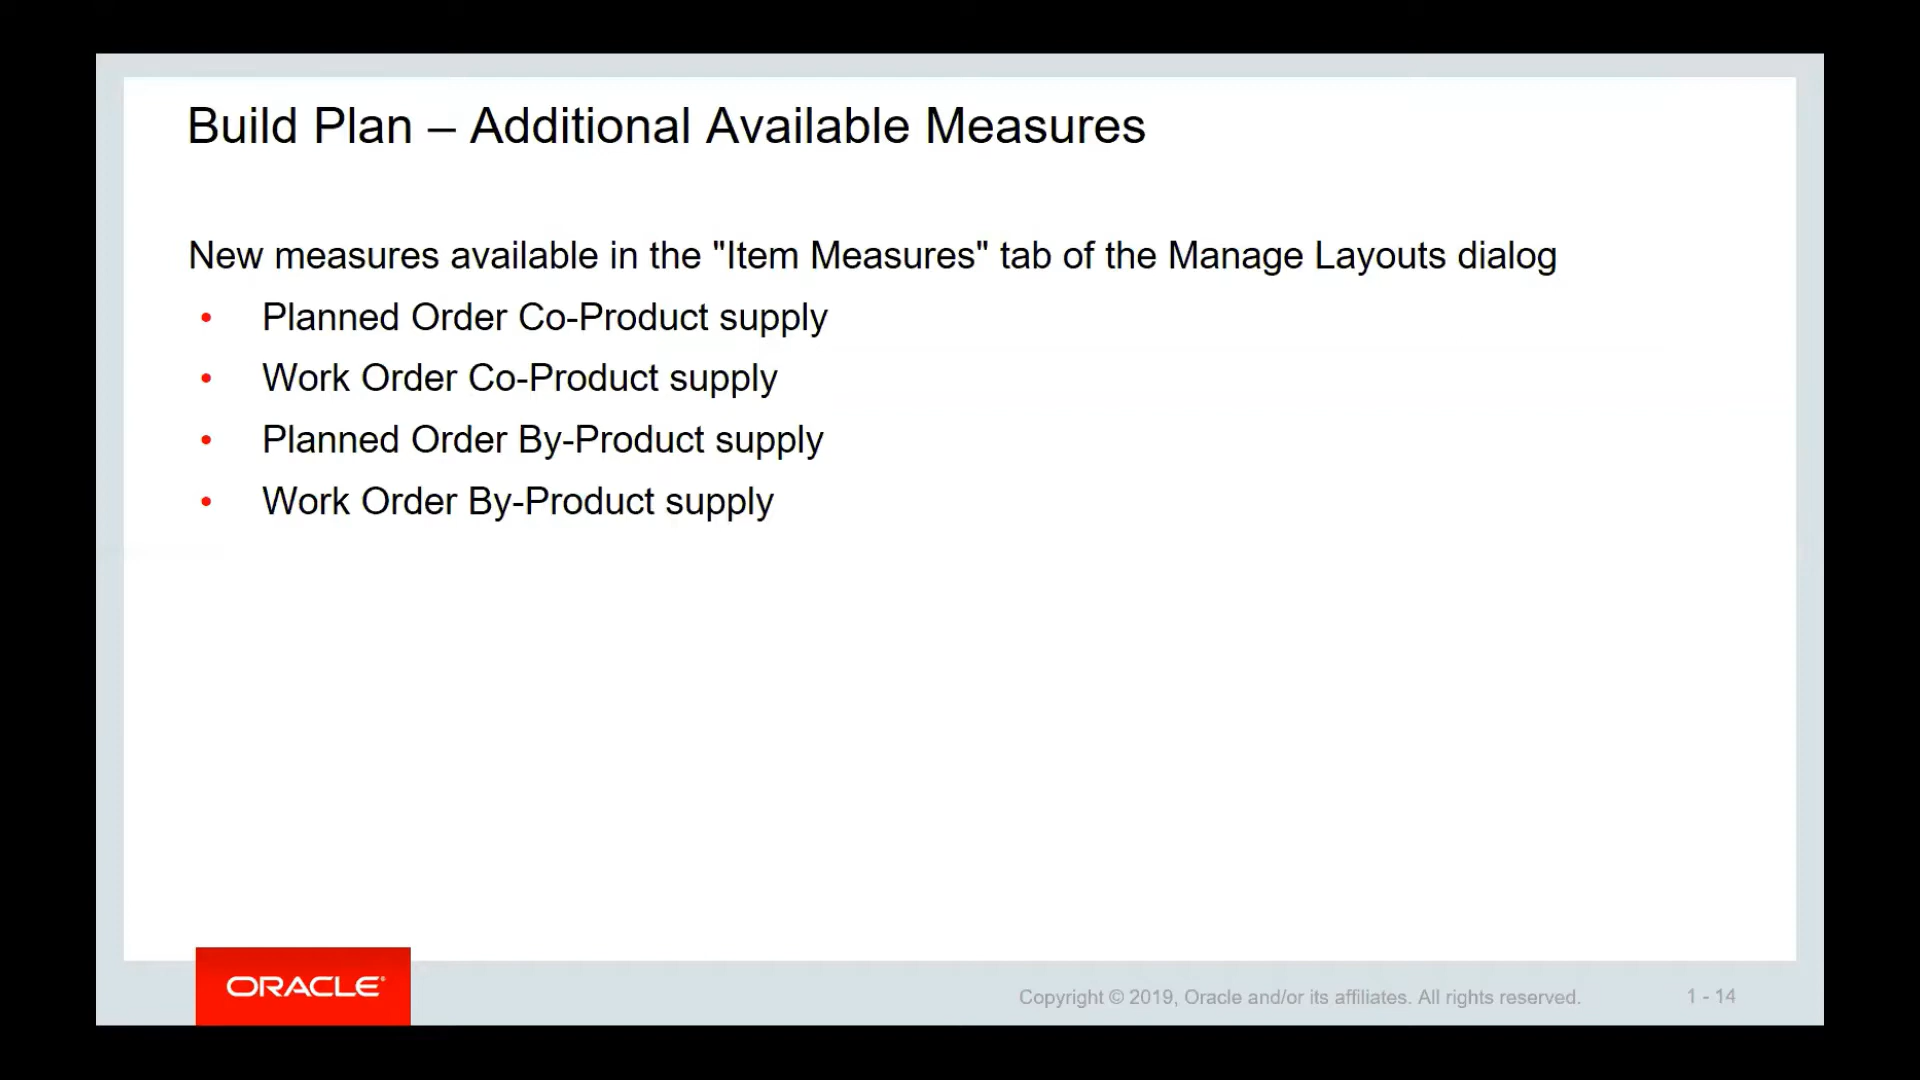 Build Plan – Additional Available Measures
New measures available in the "Item Measures" tab of the Manage Layouts dialog
• Planned Order Co-Product supply
• Work Order Co-Product supply
• Planned Order By-Product supply
• Work Order By-Product supply
ORACLE®
Copyright © 2019, Oracle and/or its affiliates. All rights reserved.
1 - 14